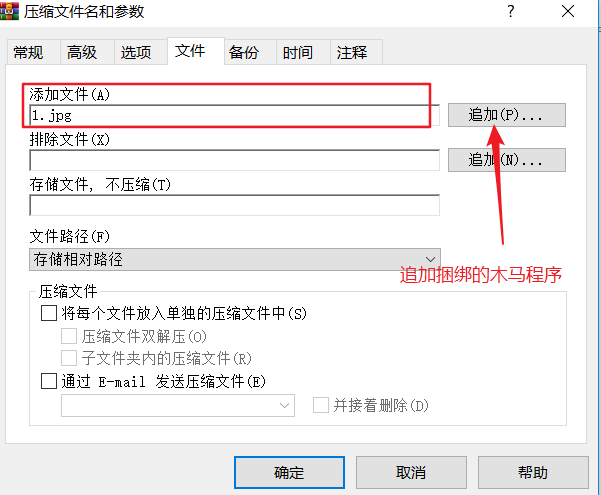 压缩文件名和参数
?
常规 高级 选项 文件 备份 时间 注释
添加文件(A)
1.jpg
追加(P)...
排除文件(X)
追加(N)...
存储文件, 不压缩(T)
文件路径(F)
存储相对路径
追加捆绑的木马程序
压缩文件
将每个文件放入单独的压缩文件中(S)
压缩文件双解压(O)
子文件夹内的压缩文件(R)
通过 E-mail 发送压缩文件(E)
并接着删除(D)
确定 取消 帮助